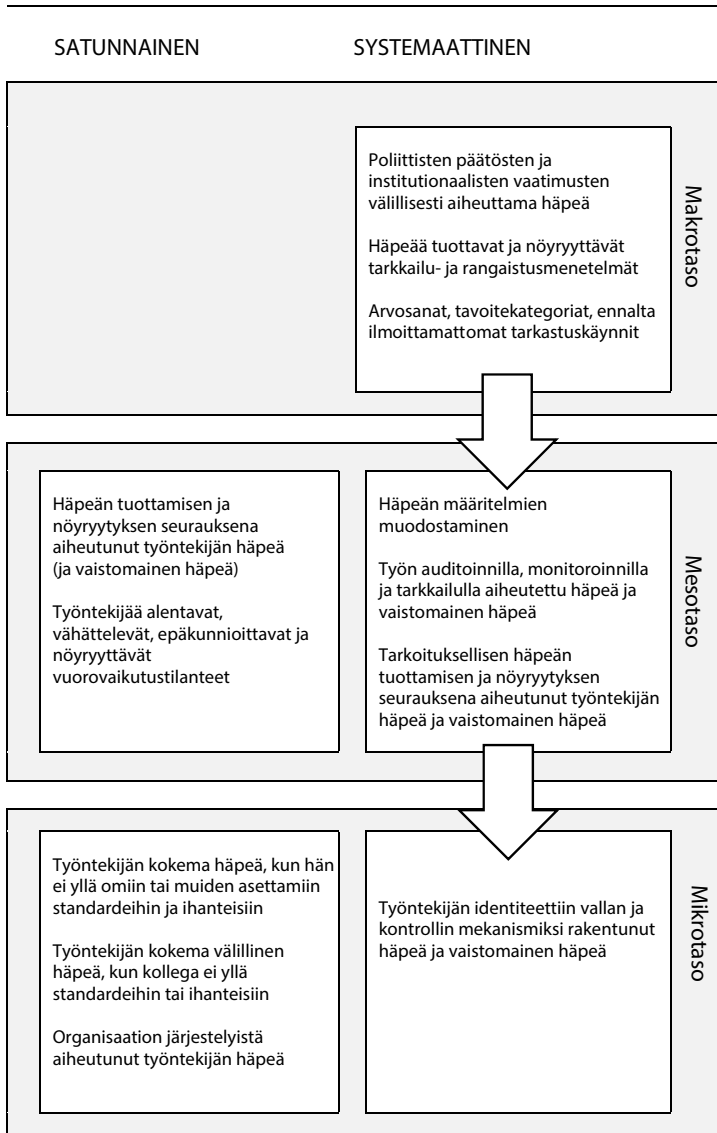 SATUNNAINEN
SYSTEMAATTINEN
Poliittisten päätösten ja
institutionaalisten vaatimusten
välillisesti aiheuttama häpeä
Häpeää tuottavat ja nöyryyttävät
tarkkailu- ja rangaistusmenetelmät
Arvosanat, tavoitekategoriat, ennalta
ilmoittamattomat tarkastuskäynnit
Makrotaso
Häpeän tuottamisen ja
nöyryytyksen seurauksena
aiheutunut työntekijän häpeä
(ja vaistomainen häpeä)
Työntekijää alentavat,
vähättelevät, epäkunnioittavat ja
nöyryyttävät
vuorovaikutustilanteet
Häpeän määritelmien
muodostaminen
Työn auditoinnilla, monitoroinnilla
ja tarkkailulla aiheutettu häpeä ja
vaistomainen häpeä
Tarkoituksellisen häpeän
tuottamisen ja nöyryytyksen
seurauksena aiheutunut työntekijän
häpeä ja vaistomainen häpeä
Mesotaso
Työntekijän kokema häpeä, kun hän
ei yllä omiin tai muiden asettamiin
standardeihin ja ihanteisiin
Työntekijän kokema välillinen
häpeä, kun kollega ei yllä
standardeihin tai ihanteisiin
Organisaation järjestelyistä
aiheutunut työntekijän häpeä
Työntekijän identiteettiin vallan ja
kontrollin mekanismiksi rakentunut
häpeä ja vaistomainen häpeä
Mikrotaso